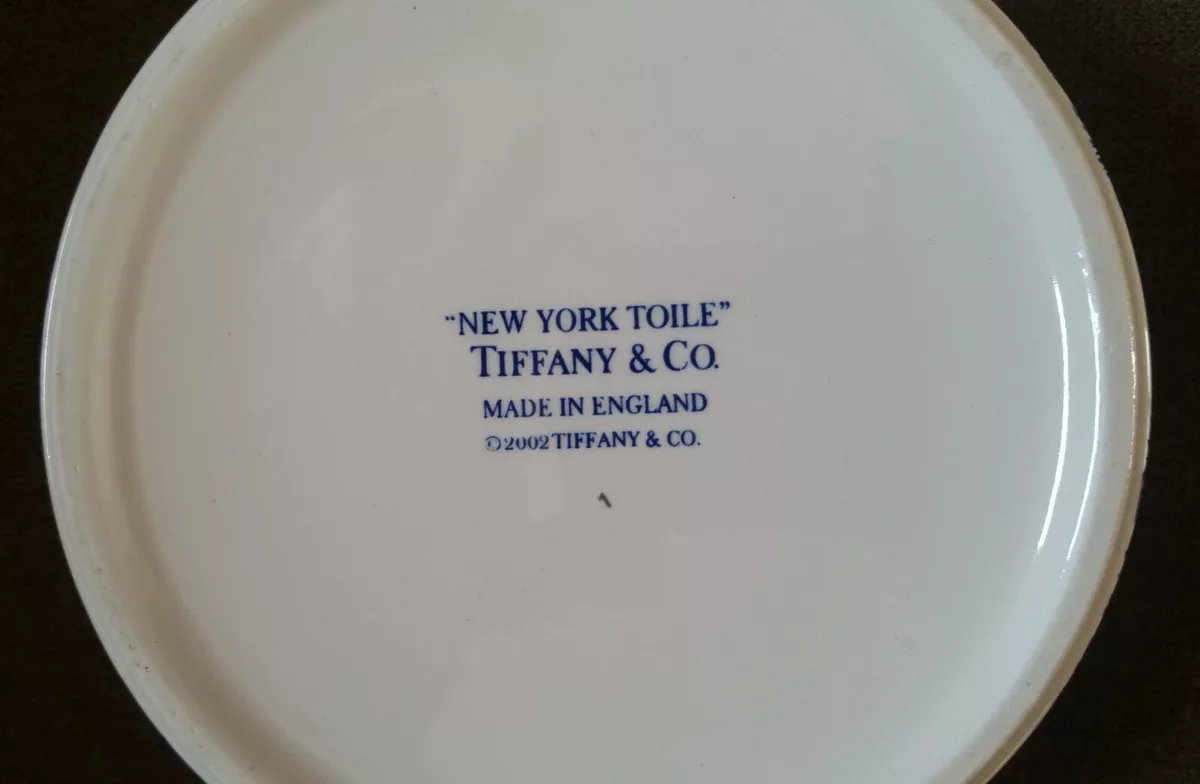 “NEW YORK TOILE”
TIFFANY & CO.
MADE IN ENGLAND
©2002 TIFFANY & CO.